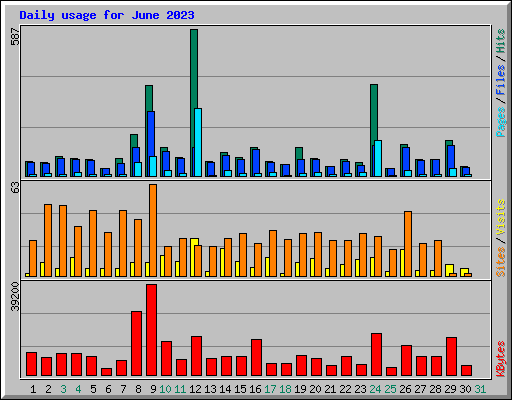 Daily usage for June 2023
587
Pages / Files / Hits
63
Sites / Visits
39200
KBytes
1 2 3 4 5 6 7 8 9 10 11 12 13 14 15 16 17 18 19 20 21 22 23 24 25 26 27 28 29 30 31